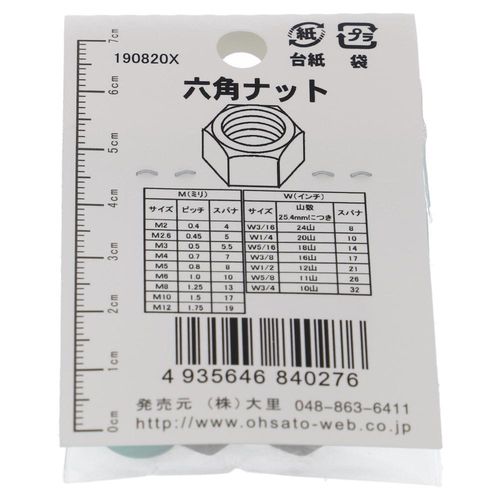 190820X
紙
台紙
プラ
袋
六角ナット
M(ミリ)
サイズ ピッチ スパナ
M2 0.4 4
M2.6 0.45 5
M3 0.5 5.5
M4 0.7 7
M5 0.8 8
M6 1.0 10
M8 1.25 13
M10 1.5 17
M12 1.75 19
W(インチ)
サイズ 山数 25.4mmにつき スパナ
W3/16 24山 8
W1/4 20山 10
W5/16 18山 14
W3/8 16山 17
W1/2 12山 21
W5/8 11山 26
W3/4 10山 32
7cm
6cm
5cm
4cm
3cm
2cm
1cm
0cm
4 935646 840276
発売元 (株)大里 048-863-6411
http://www.ohsato-web.co.jp